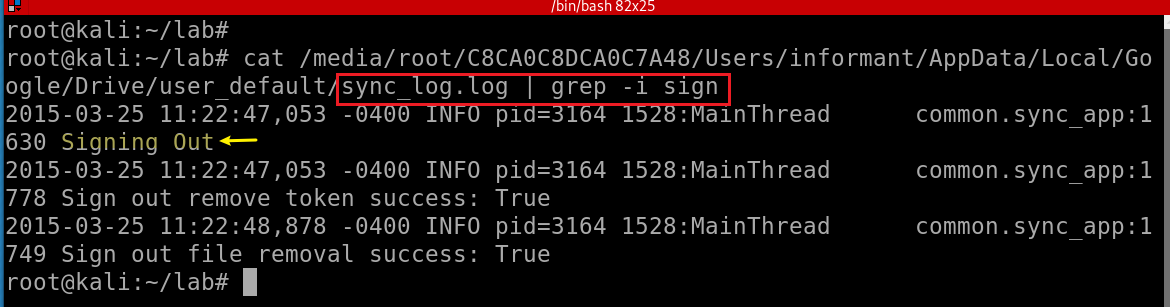 /bin/bash 82x25
root@kali:~/lab#
root@kali:~/lab# cat /media/root/C8CA0C8DCA0C7A48/Users/informant/AppData/Local/Go
ogle/Drive/user_default/sync_log.log | grep -i sign
2015-03-25 11:22:47,053 -0400 INFO pid=3164 1528:MainThread      common.sync_app:1
630 Signing Out
2015-03-25 11:22:47,053 -0400 INFO pid=3164 1528:MainThread      common.sync_app:1
778 Sign out remove token success: True
2015-03-25 11:22:48,878 -0400 INFO pid=3164 1528:MainThread      common.sync_app:1
749 Sign out file removal success: True
root@kali:~/lab#